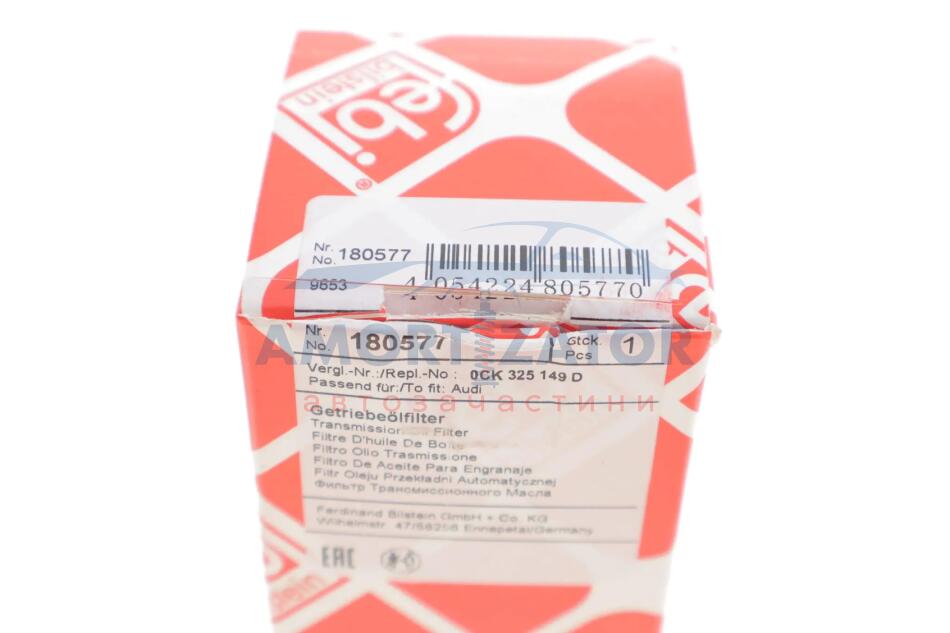 febi
bilstein
®
Nr.
No. 180577
9653
4 054224 805770
Nr.
No. 180577
Stck.
Pcs 1
Vergl.-Nr.:/Repl.-No : 0CK 325 149 D
Passend für:/To fit: Audi
AMORTIZATOR
автозачастини
Getriebeölfilter
Transmission Oil Filter
Filtre D'huile De Boîte
Filtro Olio Trasmissione
Filtro De Aceite Para Engranaje
Filtr Oleju Przekładni Automatycznej
Фильтр Трансмиссионного Масла
Ferdinand Bilstein GmbH + Co. KG
Wilhelmstr. 47/58256 Ennepetal/Germany
EAC